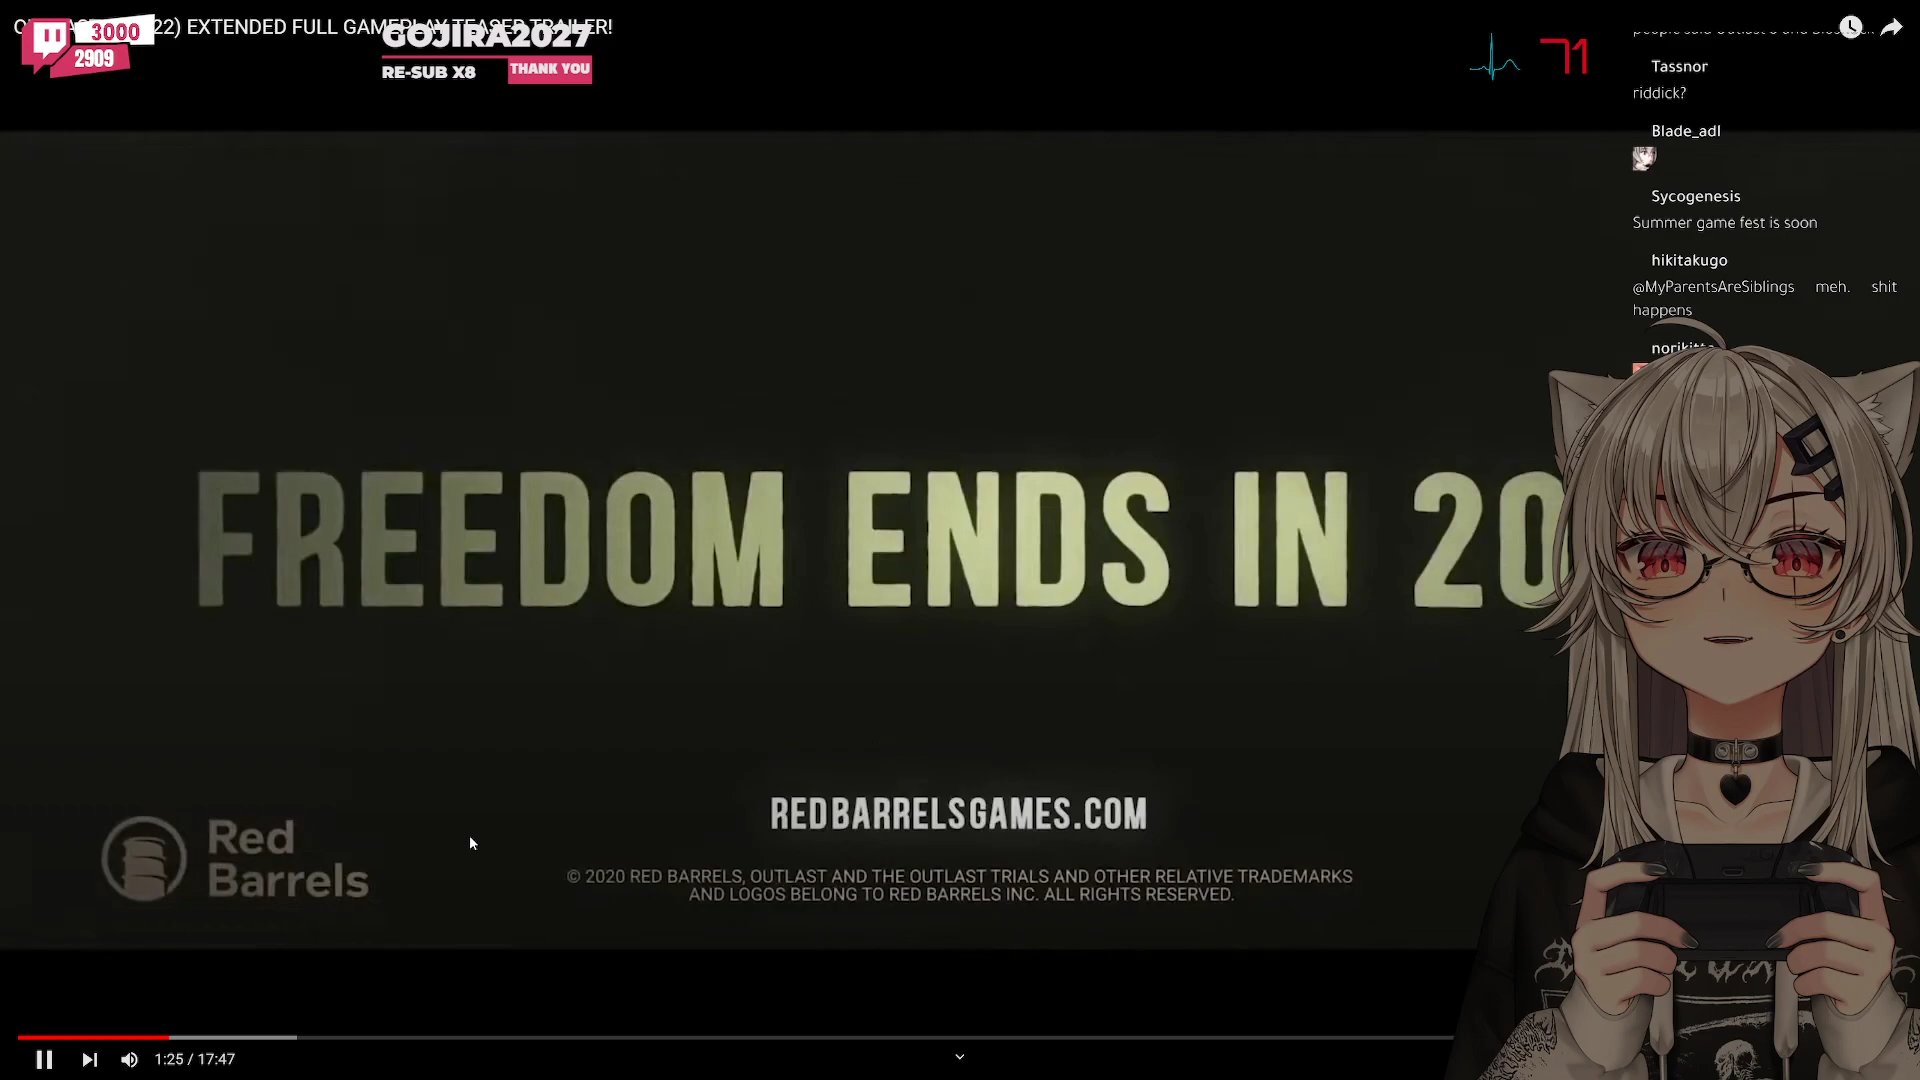 22) EXTENDED FULL GAMEPLAY TEASER TRAILER!
3000
2909
GOJIRA2027
RE-SUB X8
THANK YOU
71
Tassnor
riddick?
Blade_adl
Sycogenesis
Summer game fest is soon
hikitakugo
@MyParentsAreSiblings meh. shit
happens
FREEDOM ENDS IN 20
REDBARRELSGAMES.COM
Red
Barrels
© 2020 RED BARRELS, OUTLAST AND THE OUTLAST TRIALS AND OTHER RELATIVE TRADEMARKS
AND LOGOS BELONG TO RED BARRELS INC. ALL RIGHTS RESERVED.
1:25 / 17:47